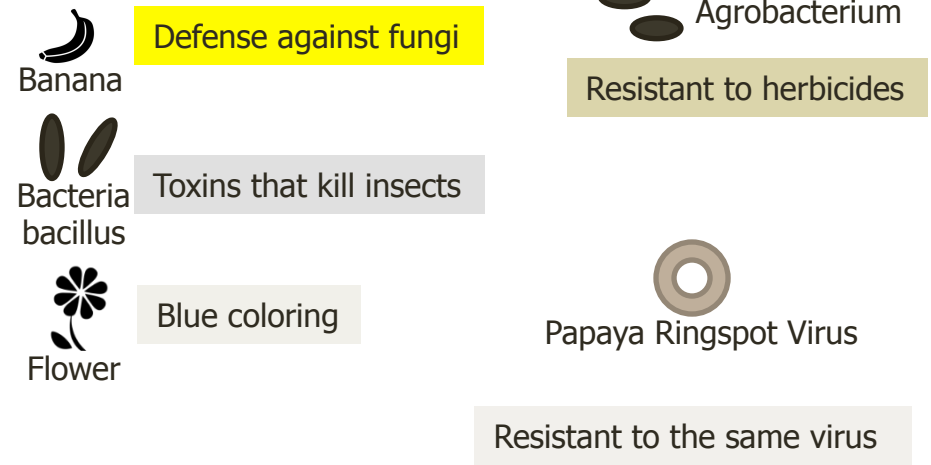 Banana
Defense against fungi
Bacteria
bacillus
Toxins that kill insects
Flower
Blue coloring
Agrobacterium
Resistant to herbicides
Papaya Ringspot Virus
Resistant to the same virus